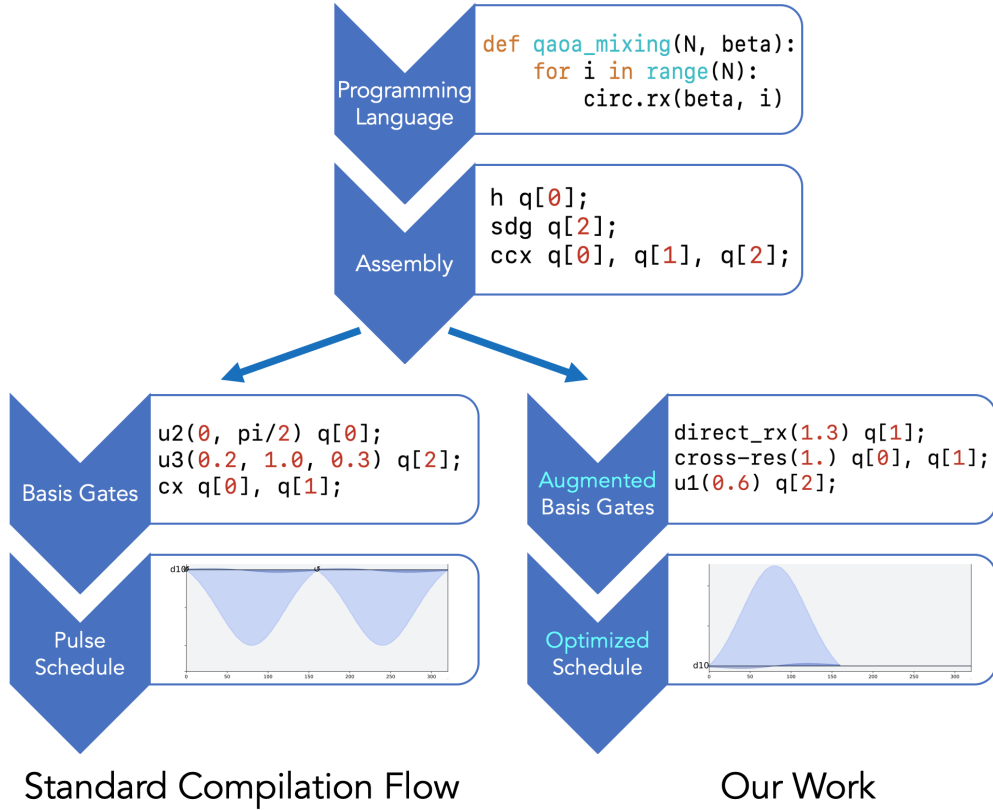 def qaoa_mixing(N, beta):
for i in range(N):
circ.rx(beta, i)
Programming
Language
h q[0];
sdg q[2];
ccx q[0], q[1], q[2];
Assembly
u2(0, pi/2) q[0];
u3(0.2, 1.0, 0.3) q[2];
cx q[0], q[1];
Basis Gates
direct_rx(1.3) q[1];
cross-res(1.) q[0], q[1];
u1(0.6) q[2];
Augmented
Basis Gates
d10
0 50 100 150 200 250 300
Pulse
Schedule
d10
0 50 100 150 200 250 300
Optimized
Schedule
Standard Compilation Flow
Our Work